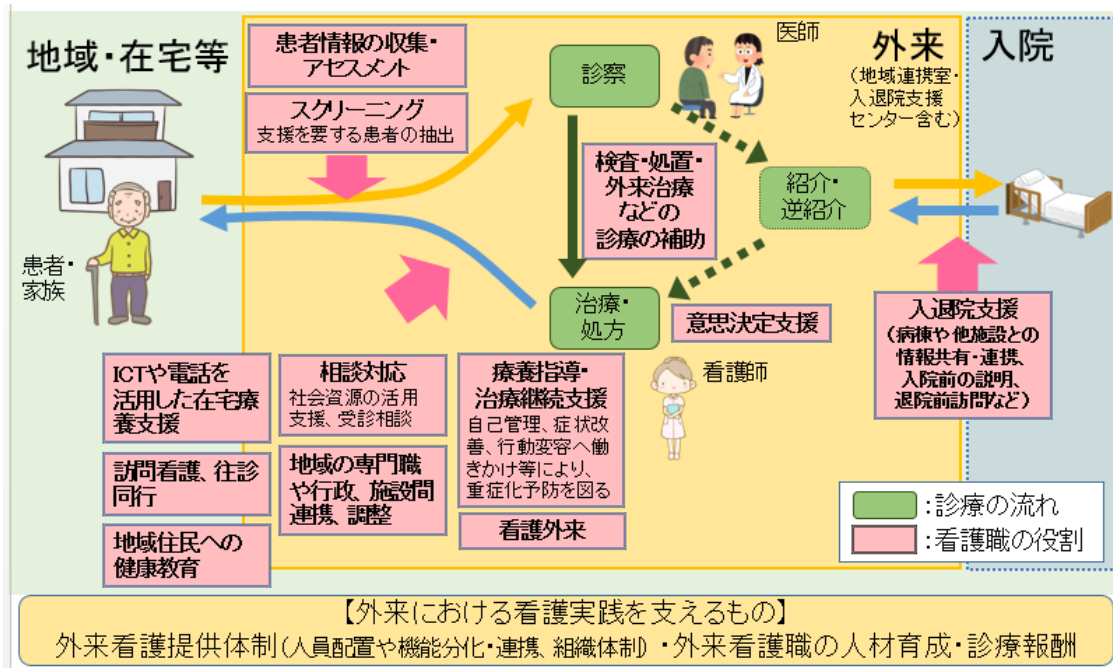 地域・在宅等
患者情報の収集・
アセスメント
スクリーニング
支援を要する患者の抽出
診察
医師
外来
(地域連携室・
入退院支援
センター含む)
入院
検査・処置・
外来治療
などの
診療の補助
紹介・
逆紹介
患者・
家族
治療・
処方
意思決定支援
看護師
入退院支援
(病棟や他施設との
情報共有・連携、
入院前の説明、
退院前訪問など)
ICTや電話を
活用した在宅療
養支援
相談対応
社会資源の活用
支援、受診相談
療養指導・
治療継続支援
自己管理、症状改
善、行動変容へ働
きかけ等により、
重症化予防を図る
訪問看護、往診
同行
地域の専門職
や行政、施設間
連携、調整
看護外来
地域住民への
健康教育
:診療の流れ
:看護職の役割
【外来における看護実践を支えるもの】
外来看護提供体制(人員配置や機能分化・連携、組織体制)・外来看護職の人材育成・診療報酬